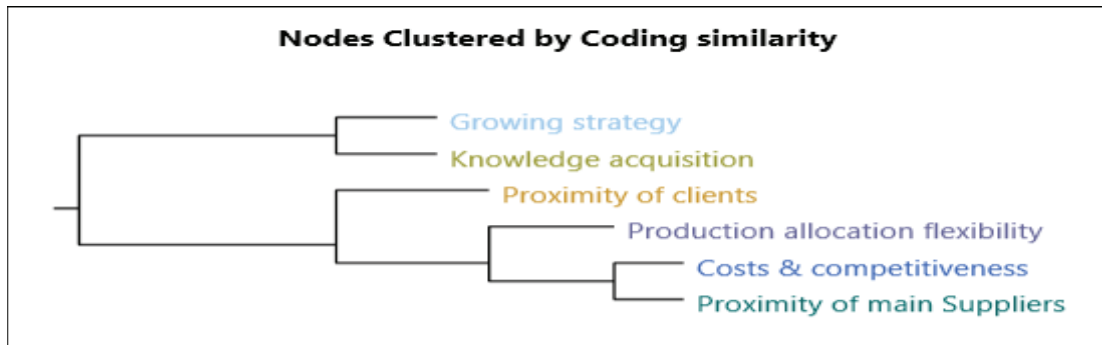 Nodes Clustered by Coding similarity
Growing strategy
Knowledge acquisition
Proximity of clients
Production allocation flexibility
Costs & competitiveness
Proximity of main Suppliers